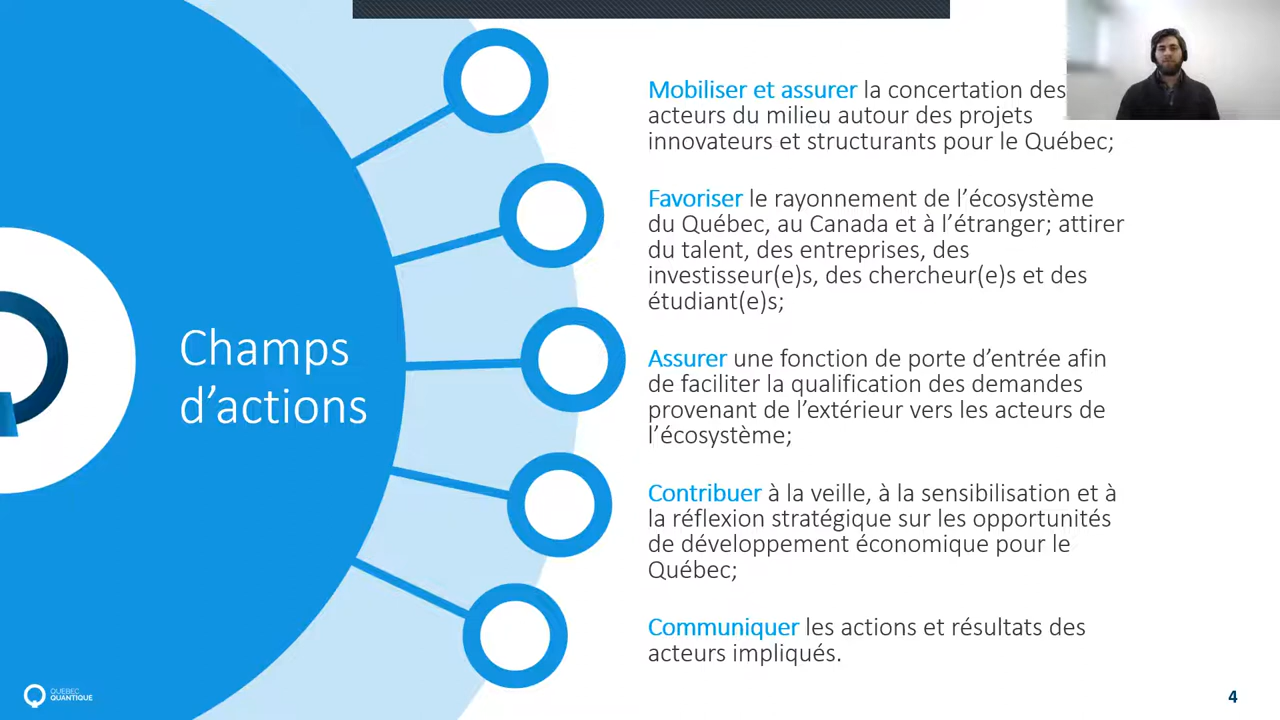 Champs
d’actions
Mobiliser et assurer la concertation des
acteurs du milieu autour des projets
innovateurs et structurants pour le Québec;
Favoriser le rayonnement de l’écosystème
du Québec, au Canada et à l’étranger; attirer
du talent, des entreprises, des
investisseur(e)s, des chercheur(e)s et des
étudiant(e)s;
Assurer une fonction de porte d’entrée afin
de faciliter la qualification des demandes
provenant de l’extérieur vers les acteurs de
l’écosystème;
Contribuer à la veille, à la sensibilisation et à
la réflexion stratégique sur les opportunités
de développement économique pour le
Québec;
Communiquer les actions et résultats des
acteurs impliqués.
QUÉBEC
QUANTIQUE
4